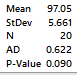 Mean 97.05
StDev 5.661
N 20
AD 0.622
P-Value 0.090